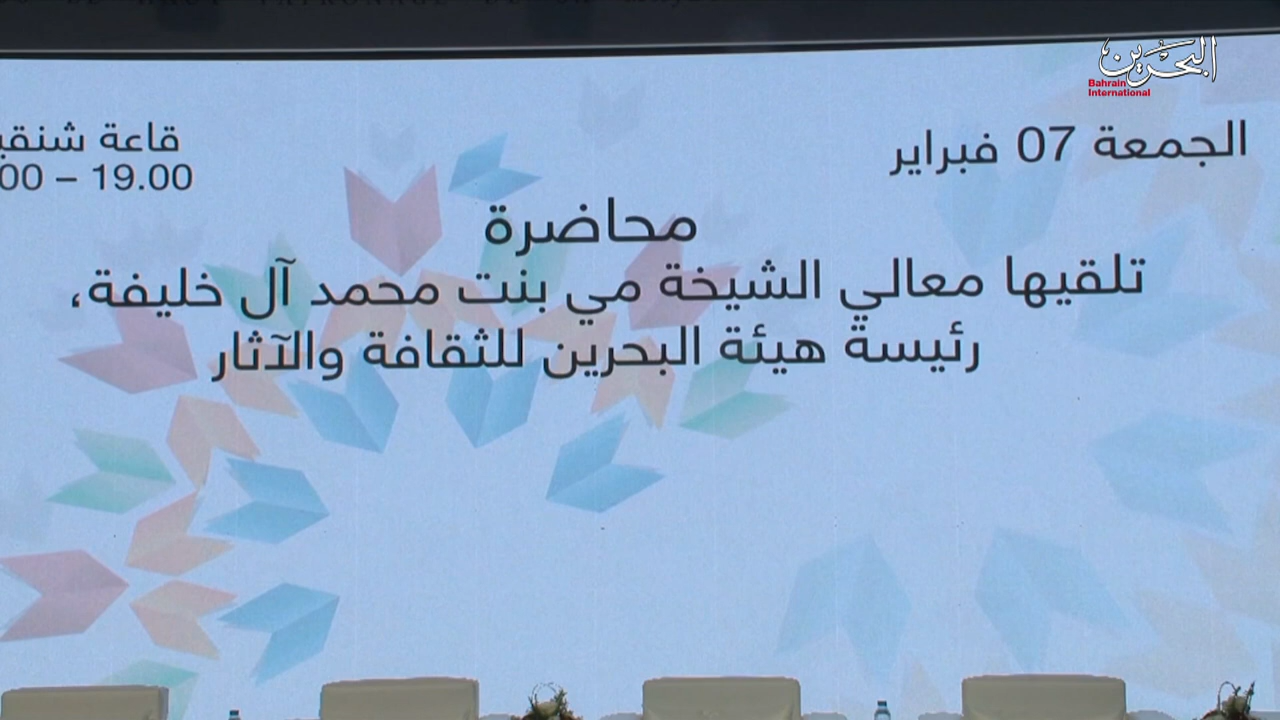 البحرين
Bahrain
International
الجمعة 07 فبراير
قاعة
19.00 –
محاضرة
تلقيها معالي الشيخة مي بنت محمد آل خليفة،
رئيسة هيئة البحرين للثقافة والآثار